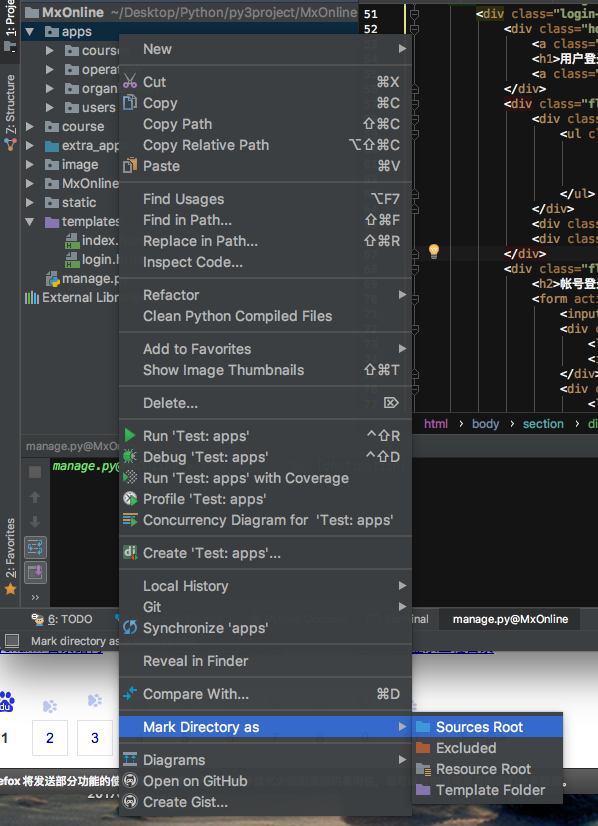 1: Proje
Z: Structure
2: Favorites
MxOnline ~/Desktop/Python/py3project/MxOnline
apps
cours
opera
organ
users
course
extra_app
image
MxOnline
static
templates
index.
login.h
manage.p
External Libr
New
Cut ⌘X
Copy ⌘C
Copy Path ⇧⌘C
Copy Relative Path ⌥⇧⌘C
Paste ⌘V
Find Usages ⌥F7
Find in Path... ⇧⌘F
Replace in Path... ⇧⌘R
Inspect Code...
Refactor
Clean Python Compiled Files
Add to Favorites
Show Image Thumbnails ⇧⌘T
Delete... ⌦
Run 'Test: apps' ^⇧R
Debug 'Test: apps' ^⇧D
Run 'Test: apps' with Coverage
Profile 'Test: apps'
Concurrency Diagram for 'Test: apps'
Create 'Test: apps'...
Local History
Git
Synchronize 'apps'
Reveal in Finder
Compare With... ⌘D
Mark Directory as
Diagrams
Open on GitHub
Create Gist...
Sources Root
Excluded
Resource Root
Template Folder
51 <div class="login-
52 <div class="ho
<a class="
<h1>用户登
<a class="
</div>
<div class="fl
<div class
<ul cl
</ul>
</div>
<div class
<div class
</div>
<div class="fl
<h2>帐号登
<form acti
<input
<div c
<l
<i
</div>
<div c
<l
html › body › section › di
manage.py@MxOn
manage.py@
6: TODO
inal
manage.py@MxOnline
Mark directory as
du
1 2 3
efox 将发送部分功能的使